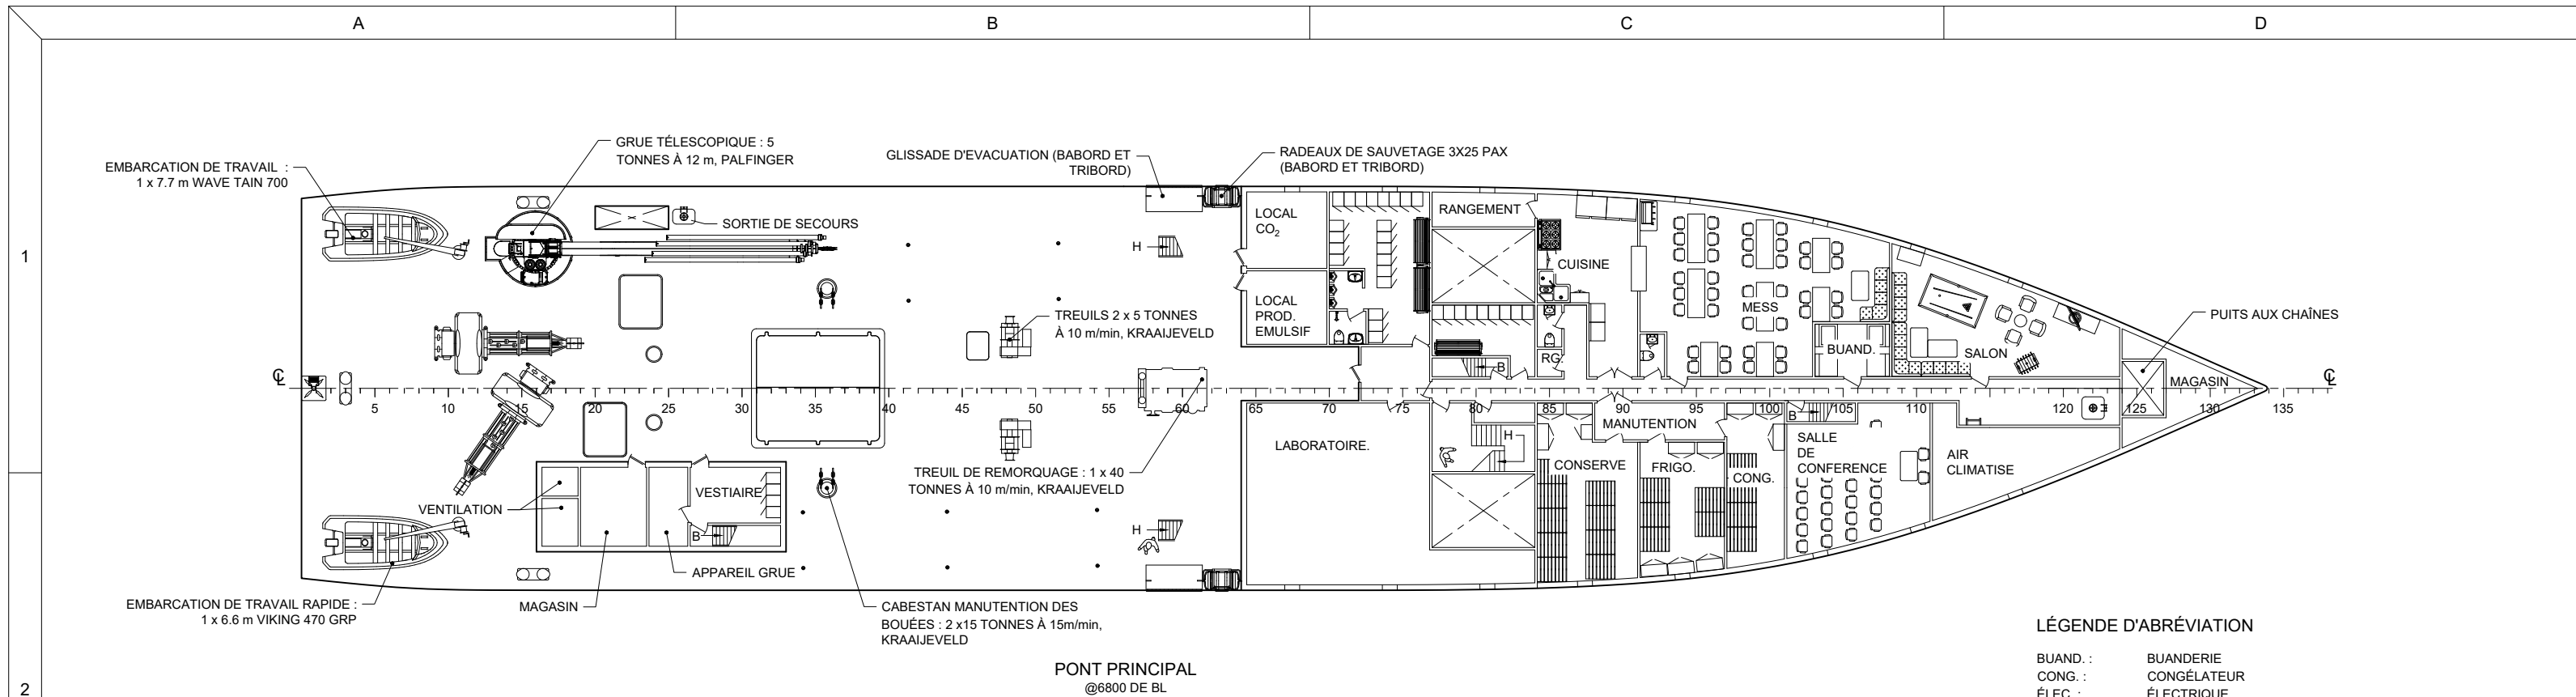 A
B
C
D
1
2
EMBARCATION DE TRAVAIL :
1 x 7.7 m WAVE TAIN 700
GRUE TÉLESCOPIQUE : 5
TONNES À 12 m, PALFINGER
SORTIE DE SECOURS
GLISSADE D'EVACUATION (BABORD ET
TRIBORD)
RADEAUX DE SAUVETAGE 3X25 PAX
(BABORD ET TRIBORD)
H
LOCAL
CO2
LOCAL
PROD.
EMULSIF
TREUILS 2 x 5 TONNES
À 10 m/min, KRAAIJEVELD
RANGEMENT
CUISINE
RG.
B
MESS
BUAND.
SALON
PUITS AUX CHAÎNES
MAGASIN
℄
℄
5 10 15 20 25 30 35 40 45 50 55 60 65 70 75 80 85 90 95 100 105 110 120 125 130 135
TREUIL DE REMORQUAGE : 1 x 40
TONNES À 10 m/min, KRAAIJEVELD
LABORATOIRE.
H
MANUTENTION
CONSERVE
FRIGO.
CONG.
B
SALLE
DE
CONFERENCE
AIR
CLIMATISE
VENTILATION
VESTIAIRE
B
H
APPAREIL GRUE
MAGASIN
EMBARCATION DE TRAVAIL RAPIDE :
1 x 6.6 m VIKING 470 GRP
CABESTAN MANUTENTION DES
BOUÉES : 2 x15 TONNES À 15m/min,
KRAAIJEVELD
PONT PRINCIPAL
@6800 DE BL
LÉGENDE D'ABRÉVIATION
BUAND. : BUANDERIE
CONG. : CONGÉLATEUR
ÉLEC. : ÉLECTRIQUE